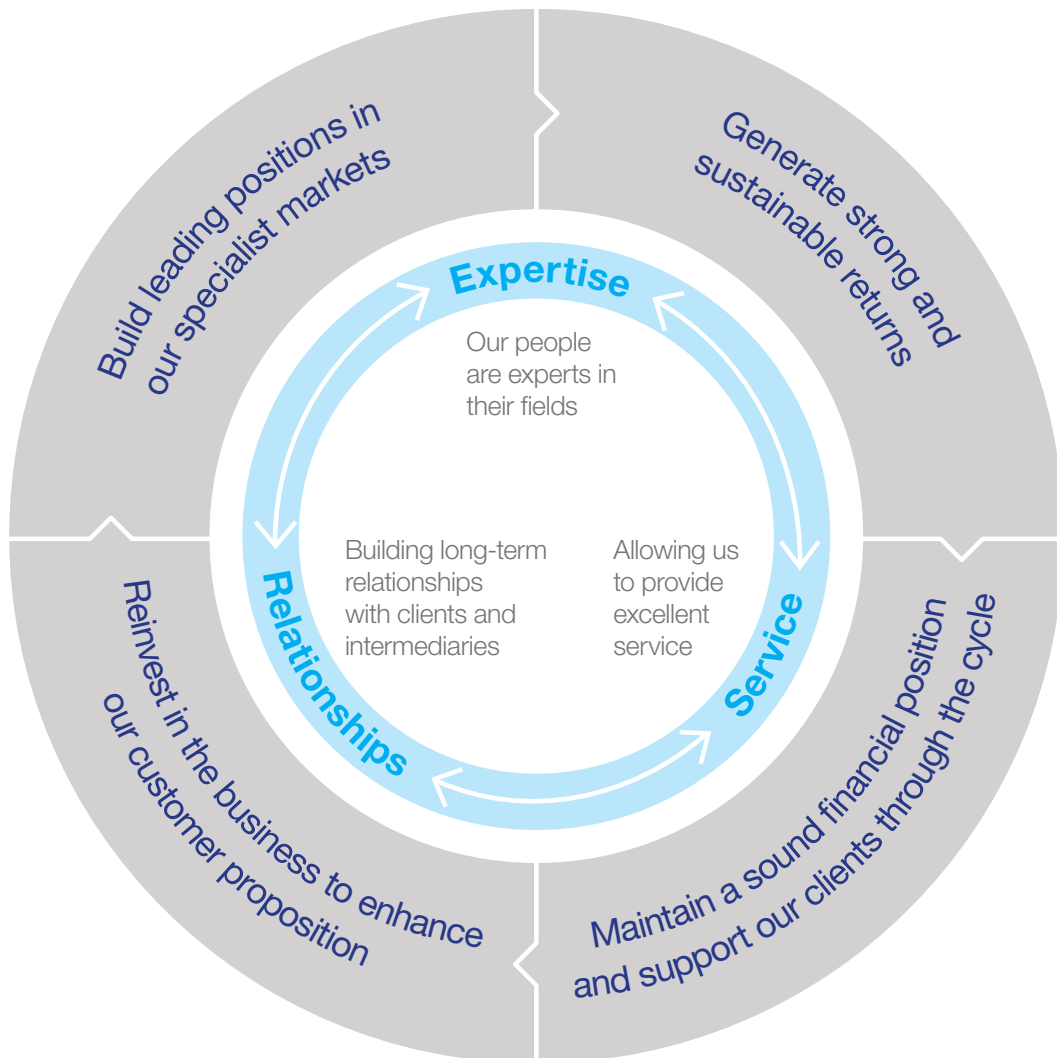 Build leading positions in
our specialist markets
Generate strong and
sustainable returns
Expertise
Our people
are experts in
their fields
Building long-term
relationships
with clients and
intermediaries
Allowing us
to provide
excellent
service
Relationships
Service
Reinvest in the business to enhance
our customer proposition
Maintain a sound financial position
and support our clients through the cycle